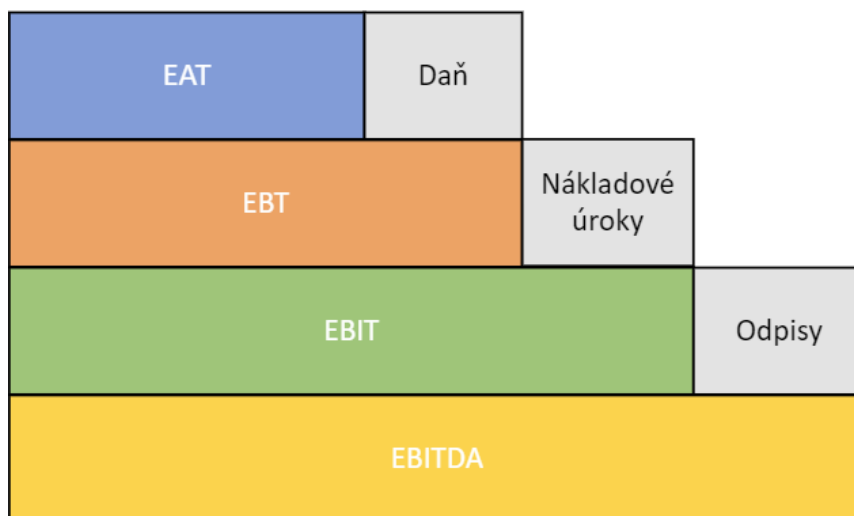 EAT
Daň
EBT
Nákladové
úroky
EBIT
Odpisy
EBITDA